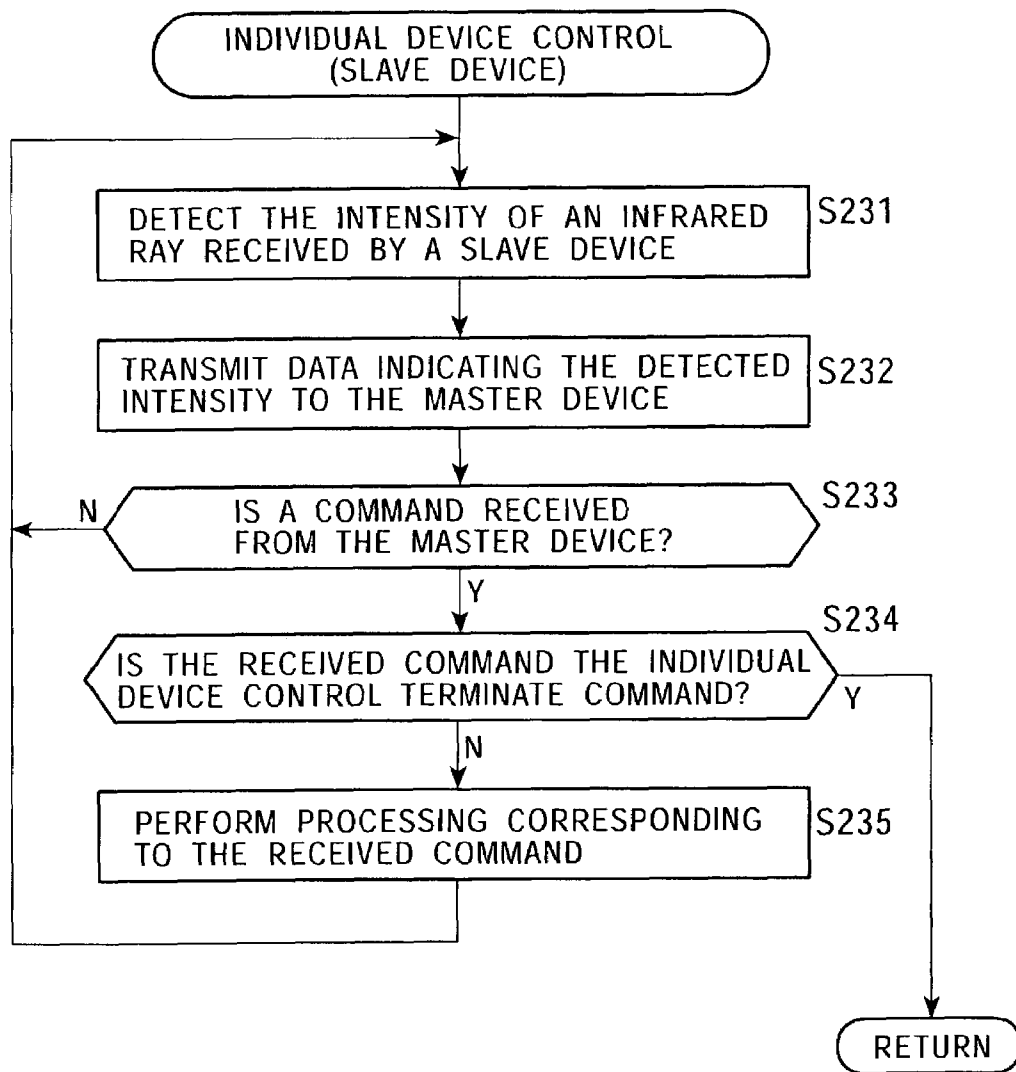 INDIVIDUAL DEVICE CONTROL
(SLAVE DEVICE)
DETECT THE INTENSITY OF AN INFRARED
RAY RECEIVED BY A SLAVE DEVICE
S231
TRANSMIT DATA INDICATING THE DETECTED
INTENSITY TO THE MASTER DEVICE
S232
IS A COMMAND RECEIVED
FROM THE MASTER DEVICE?
S233
N
Y
S234
IS THE RECEIVED COMMAND THE INDIVIDUAL
DEVICE CONTROL TERMINATE COMMAND?
Y
N
PERFORM PROCESSING CORRESPONDING
TO THE RECEIVED COMMAND
S235
RETURN